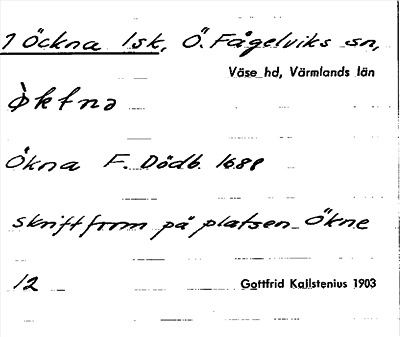 1 Öckna 1sk, Ö. Fågelviks sn,
Väse hd, Värmlands län
Ökna F. Dödb. 1688
skriftform på platsen Ökne
12 Gottfrid Kallstenius 1903